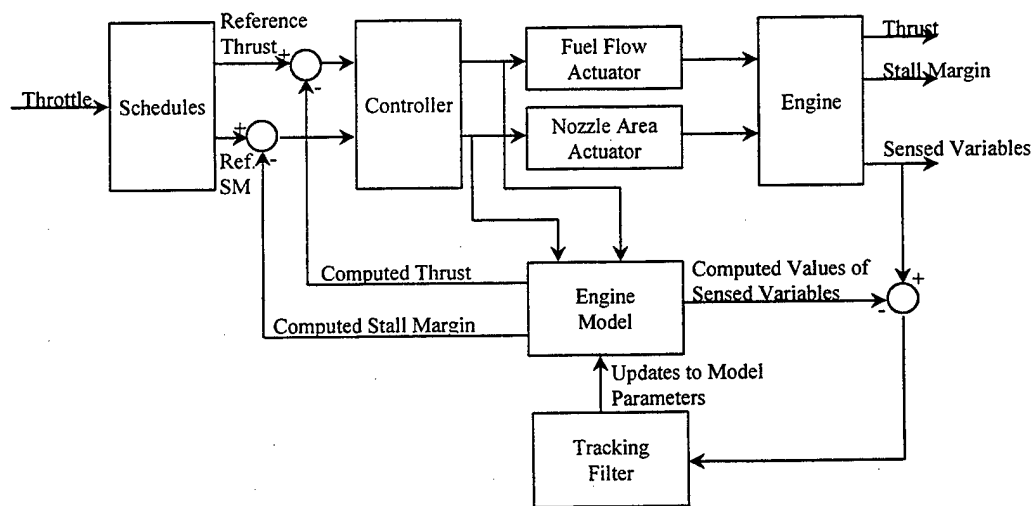 Reference
Thrust
+
-
Throttle
Schedules
+
-
Ref.
SM
Controller
Fuel Flow
Actuator
Nozzle Area
Actuator
Engine
Thrust
Stall Margin
Sensed Variables
Computed Thrust
Computed Stall Margin
Engine
Model
Computed Values of
Sensed Variables
+
-
Updates to Model
Parameters
Tracking
Filter